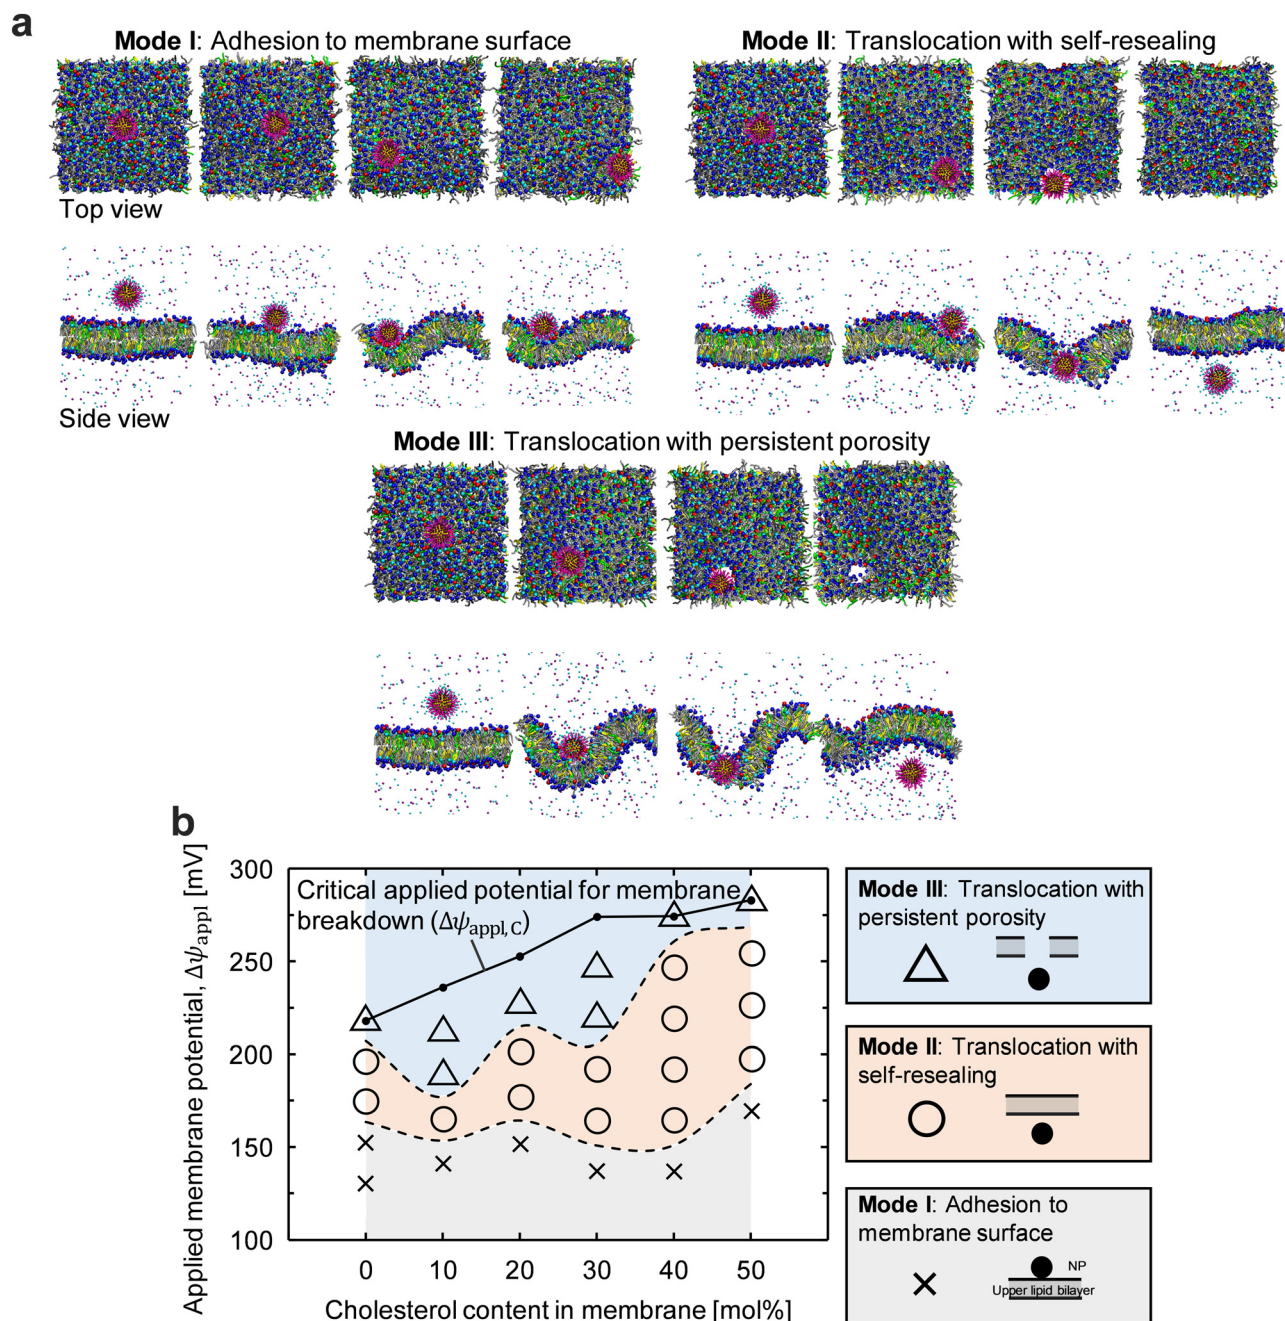 a
Mode I: Adhesion to membrane surface
Mode II: Translocation with self-resealing
Top view
Side view
Mode III: Translocation with persistent porosity
b
Applied membrane potential, Δψappl [mV]
300
250
200
150
100
Critical applied potential for membrane
breakdown (Δψappl,C)
0 10 20 30 40 50
Cholesterol content in membrane [mol%]
Mode III: Translocation with
persistent porosity
Mode II: Translocation with
self-resealing
Mode I: Adhesion to
membrane surface
NP
Upper lipid bilayer